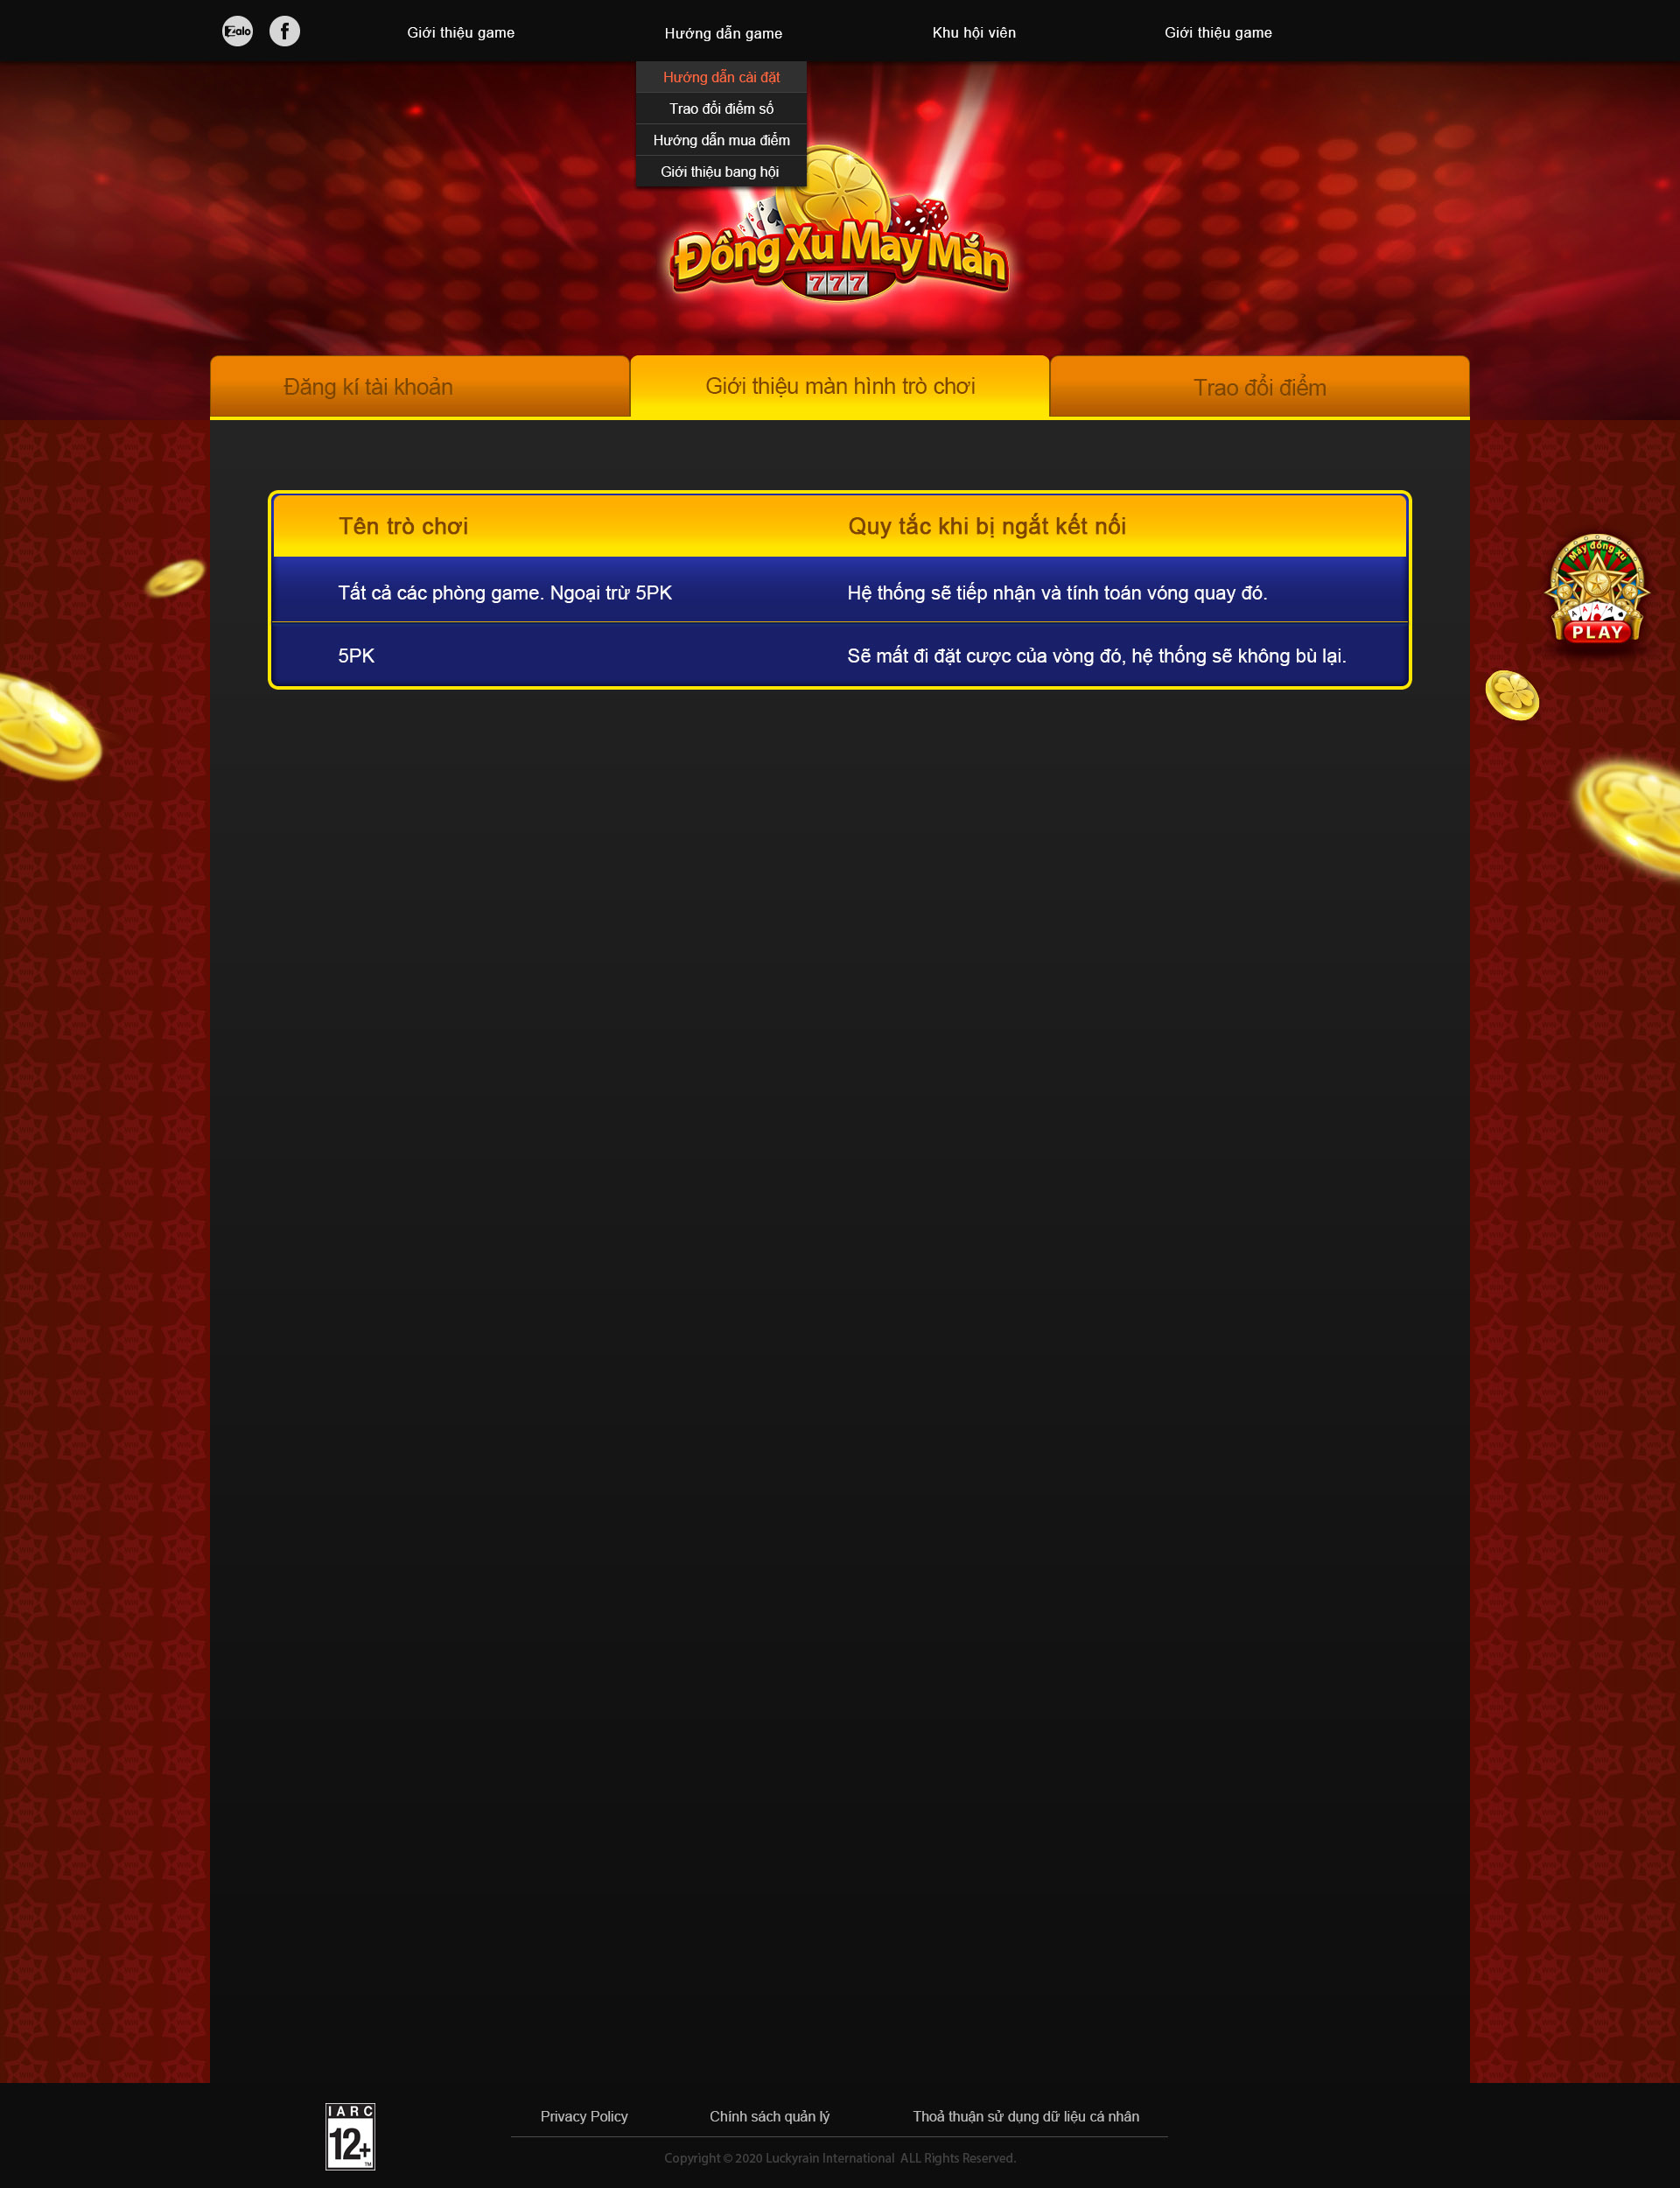 Zalo f Giới thiệu game Hướng dẫn game Khu hội viên Giới thiệu game
Hướng dẫn cài đặt
Trao đổi điểm số
Hướng dẫn mua điểm
Giới thiệu bang hội
Đồng Xu May Mắn
777
Đăng kí tài khoản Giới thiệu màn hình trò chơi Trao đổi điểm
Tên trò chơi Quy tắc khi bị ngắt kết nối
Tất cả các phòng game. Ngoại trừ 5PK Hệ thống sẽ tiếp nhận và tính toán vóng quay đó.
5PK Sẽ mất đi đặt cược của vòng đó, hệ thống sẽ không bù lại.
Máy đồng xu
A A A A
PLAY
IARC
12+
TM
Privacy Policy Chính sách quản lý Thoả thuận sử dụng dữ liệu cá nhân
Copyright © 2020 Luckyrain International ALL Rights Reserved.